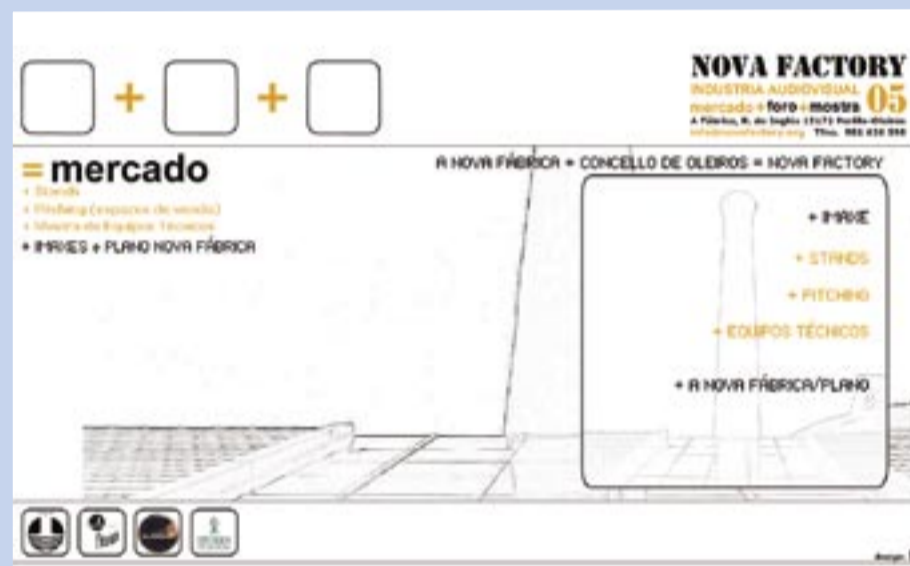 + +
NOVA FACTORY
INDUSTRIA AUDIOVISUAL 05
mercado+foro+mostra
= mercado
A NOVA FÁBRICA + CONCELLO DE OLEIROS = NOVA FACTORY
+ Stands
+ Pitching (espazos de venda)
+ Mostra de Equipos Técnicos
+ IMAXES + PLANO NOVA FÁBRICA
+ IMAXE
+ STANDS
+ PITCHING
+ EQUIPOS TÉCNICOS
+ A NOVA FÁBRICA/PLANO
design.